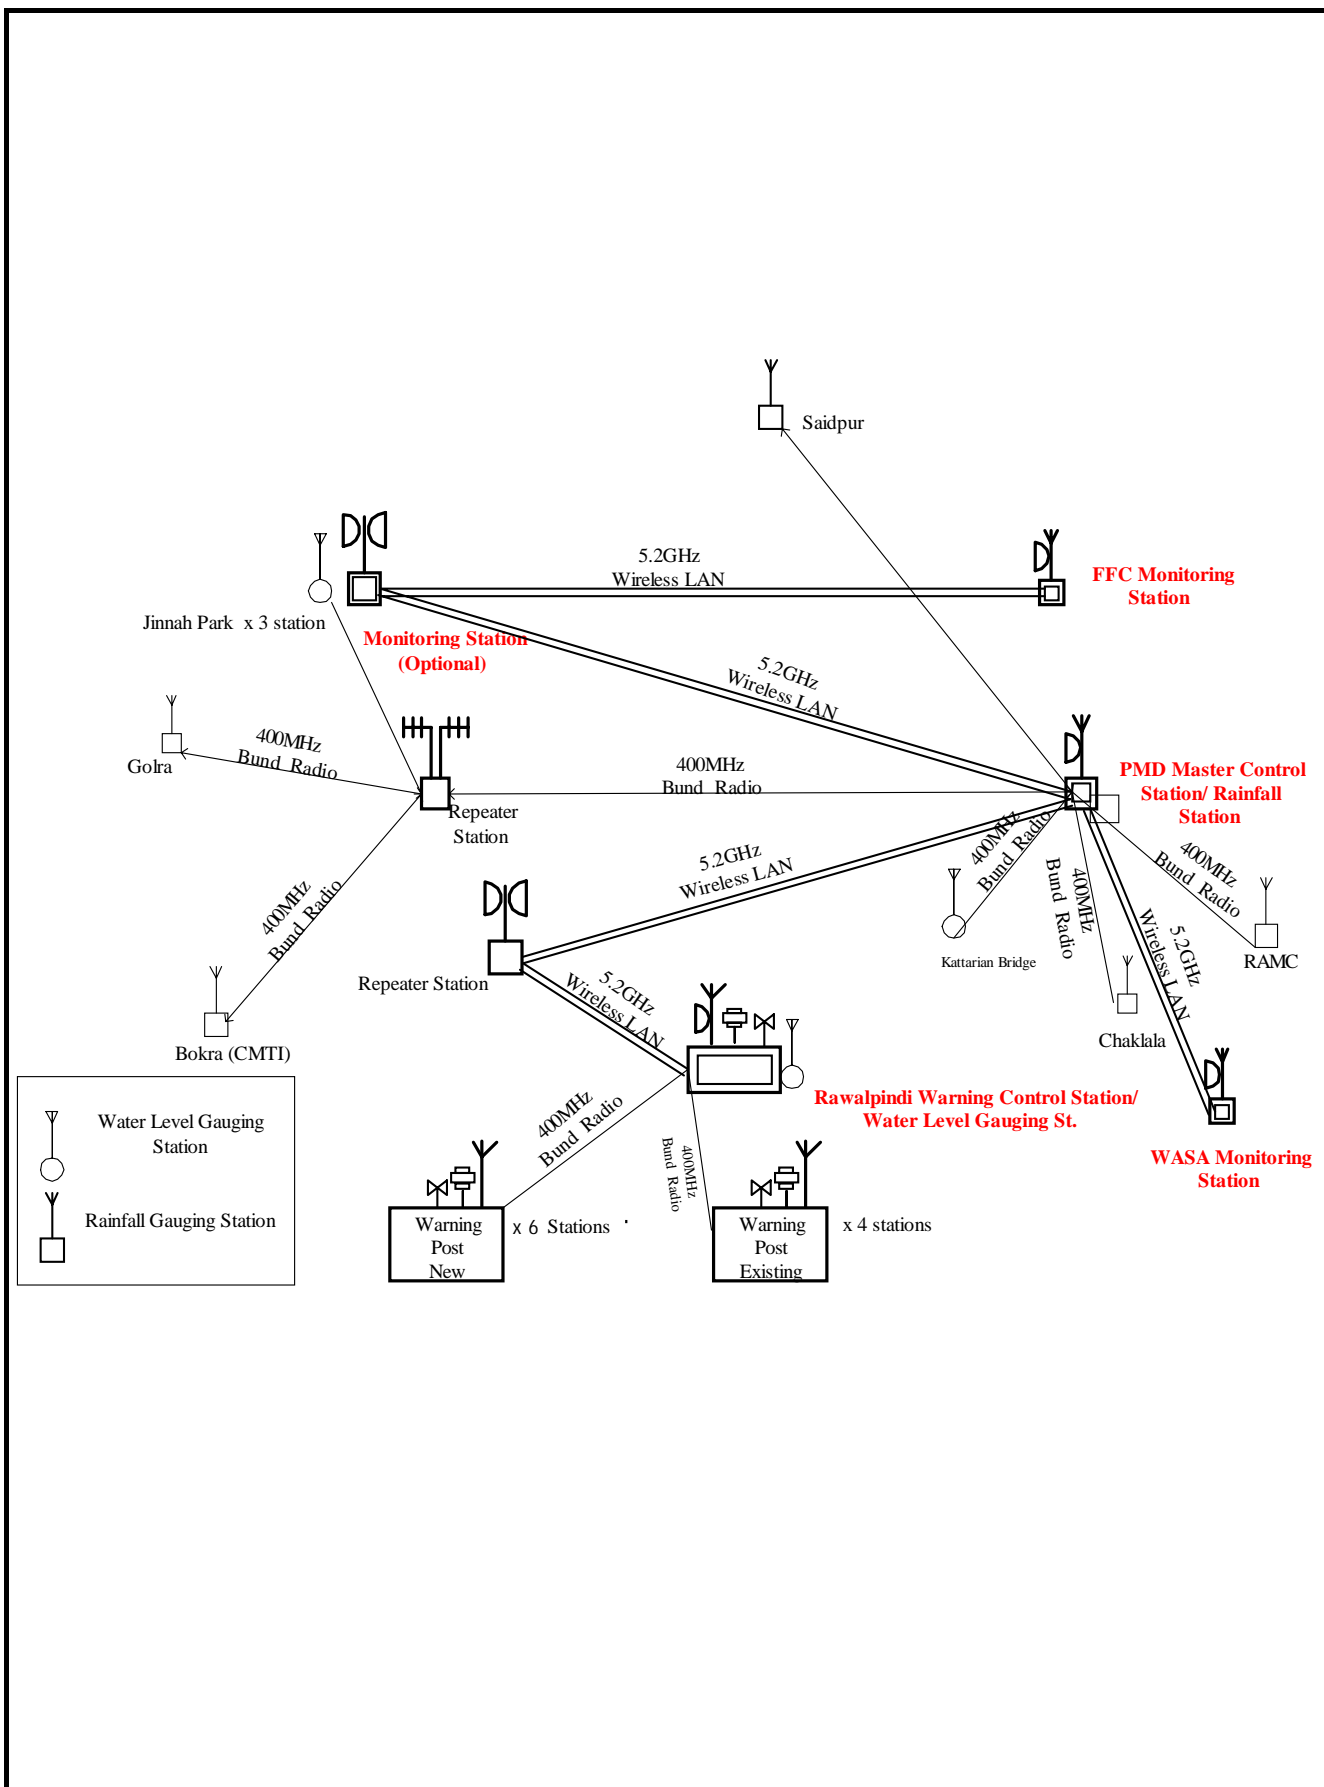 Saidpur
5.2GHz
Wireless LAN
FFC Monitoring
Station
Jinnah Park x 3 station
Monitoring Station
(Optional)
5.2GHz
Wireless LAN
Golra
400MHz
Bund Radio
400MHz
Bund Radio
Repeater
Station
PMD Master Control
Station/ Rainfall
Station
400MHz
Bund Radio
400MHz
Bund Radio
400MHz
Bund Radio
5.2GHz
Wireless LAN
400MHz
Bund Radio
5.2GHz
Wireless LAN
Kattarian Bridge
RAMC
Repeater Station
5.2GHz
Wireless LAN
Bokra (CMTI)
Chaklala
Rawalpindi Warning Control Station/
Water Level Gauging St.
400MHz
Bund Radio
400MHz
Bund Radio
WASA Monitoring
Station
Water Level Gauging
Station
Rainfall Gauging Station
Warning
Post
New
x 6 Stations
Warning
Post
Existing
x 4 stations